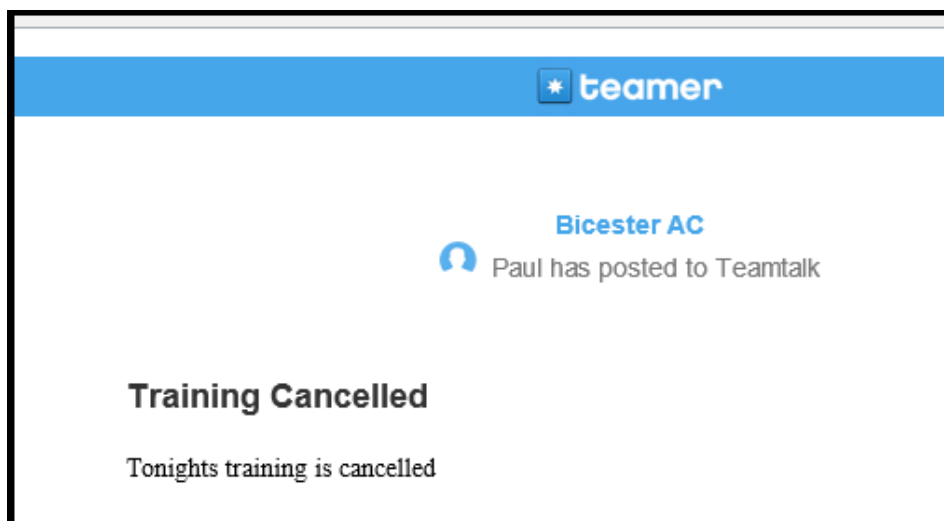 teamer
Bicester AC
Paul has posted to Teamtalk
Training Cancelled
Tonights training is cancelled